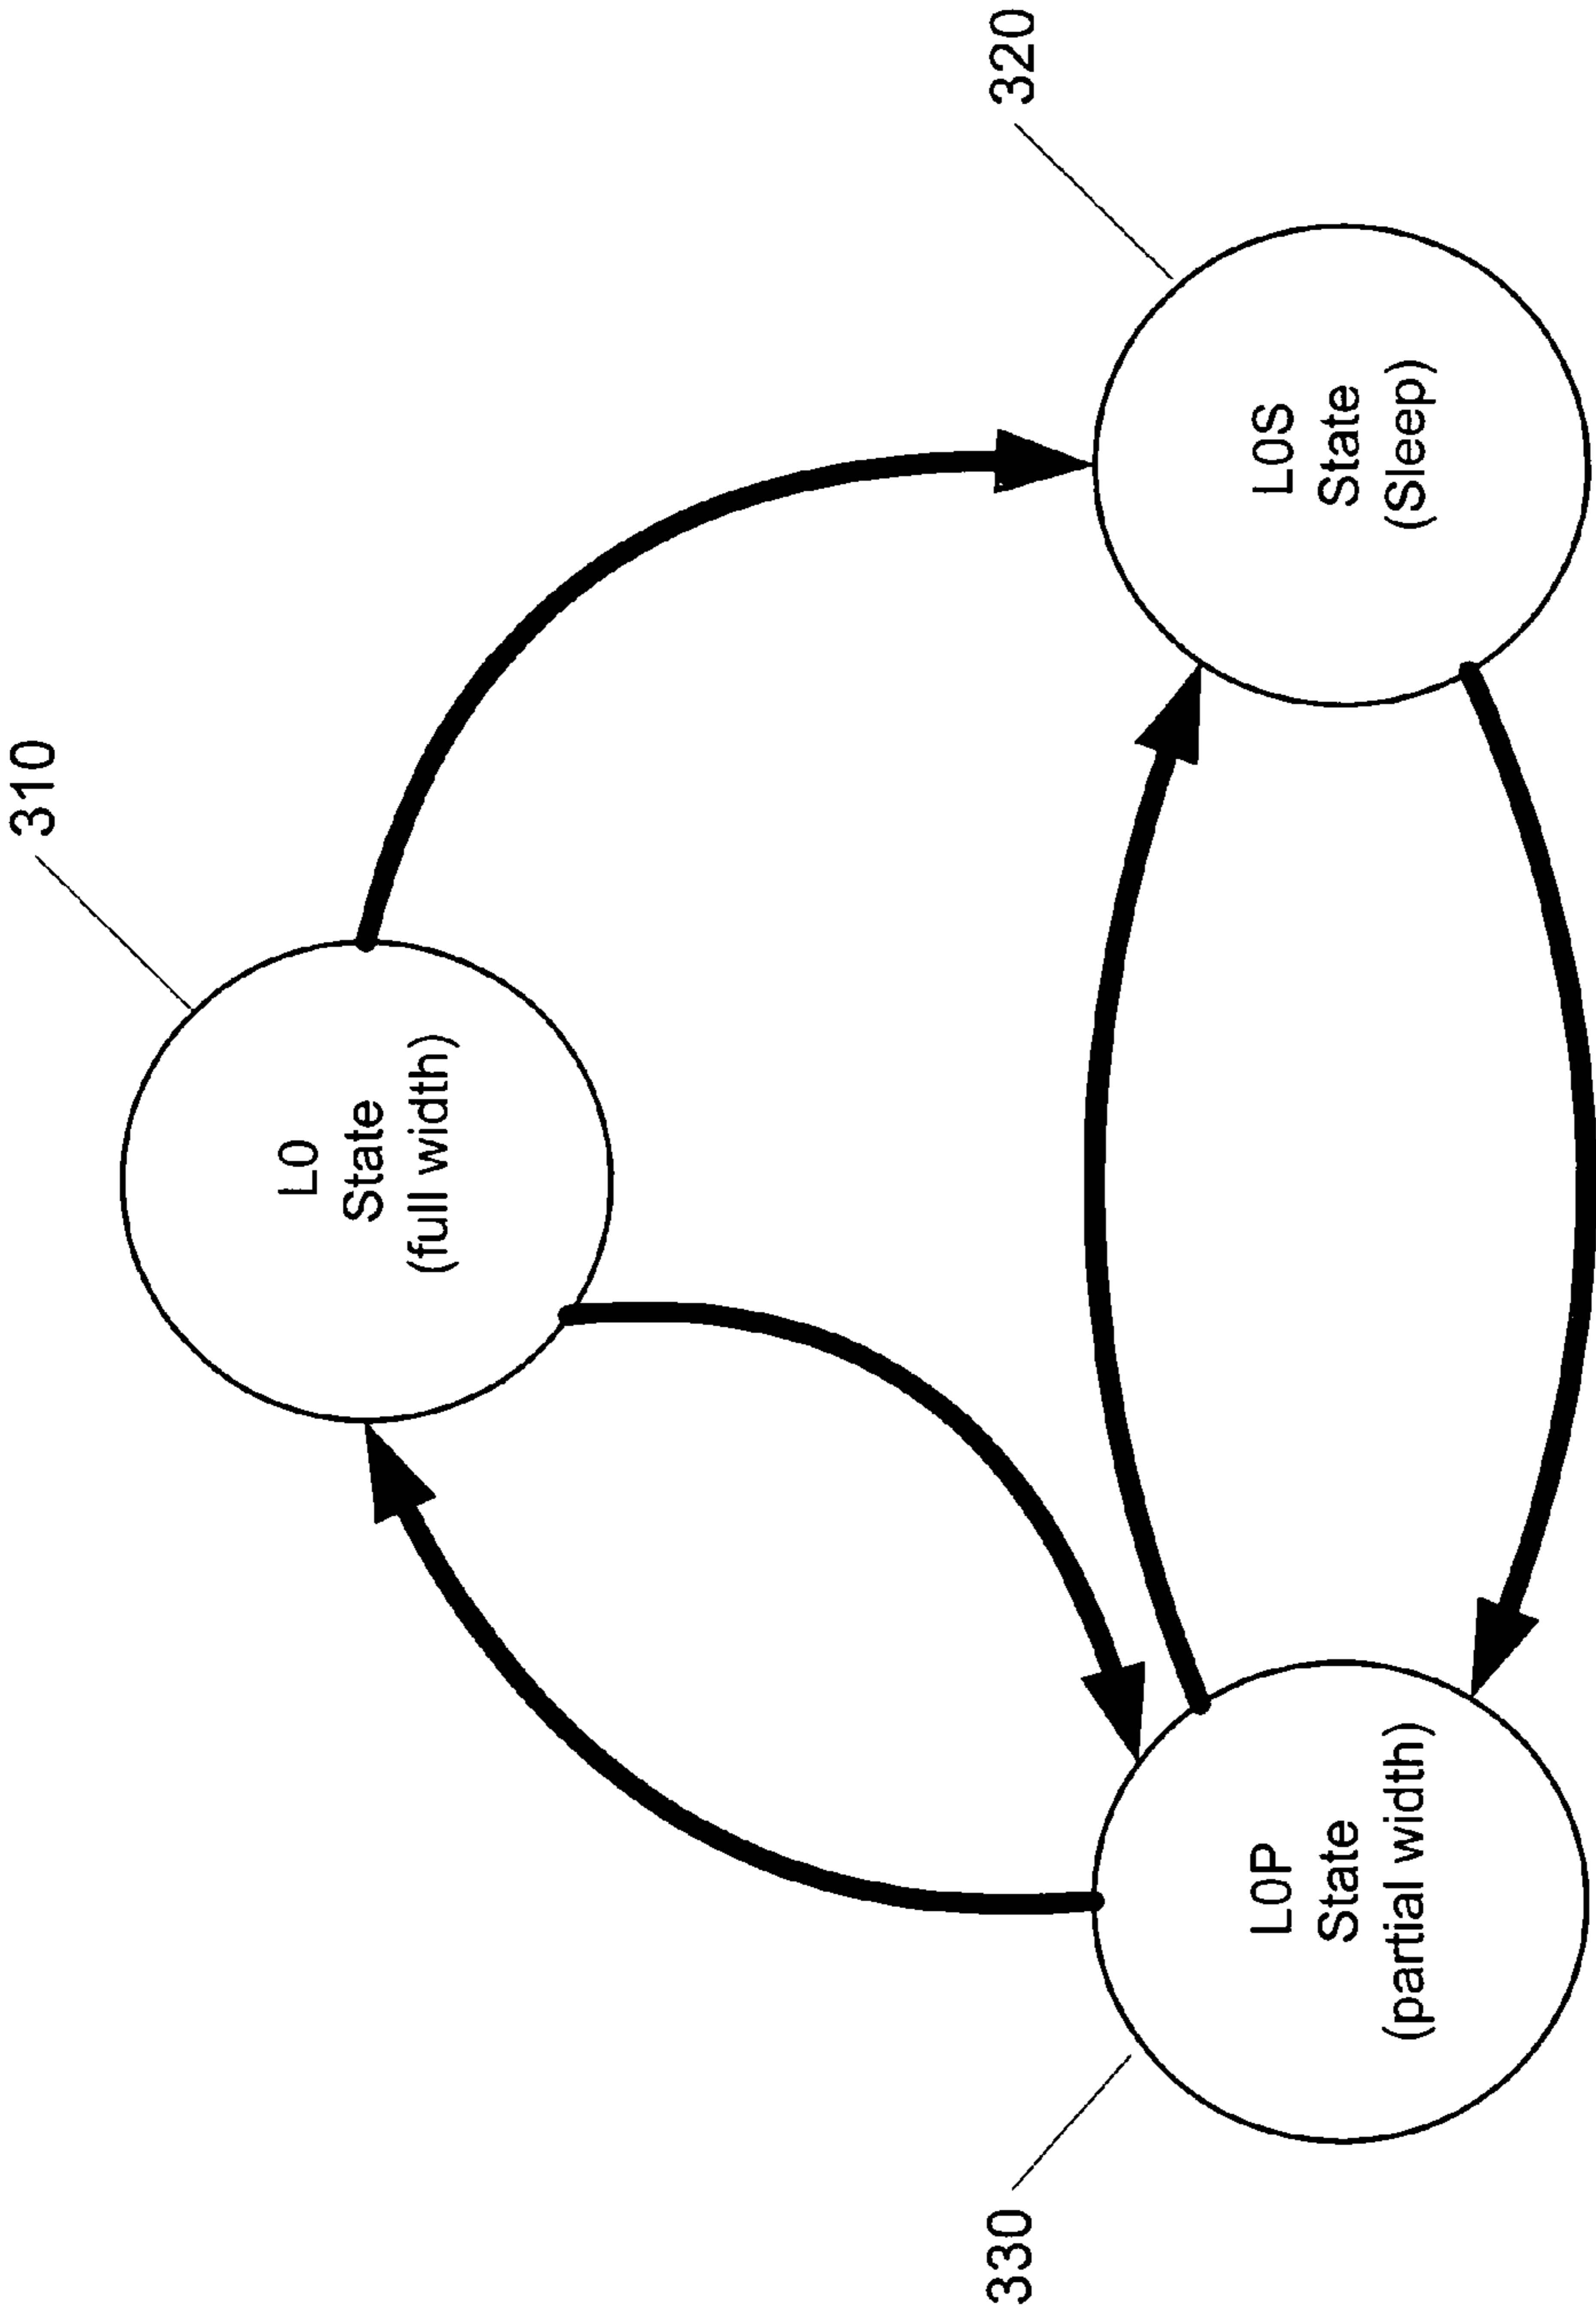 310
L0
State
(full width)
320
L0S
State
(Sleep)
330
L0P
State
(partial width)